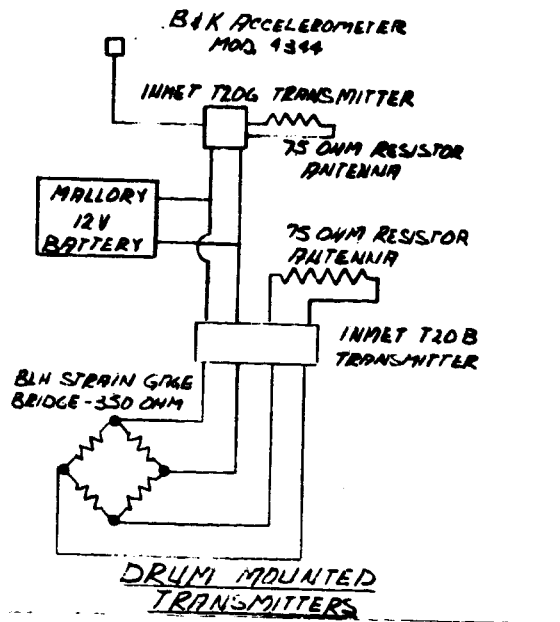 B&K ACCELEROMETER
MOD. 4344
INMET T20G TRANSMITTER
75 OHM RESISTOR
ANTENNA
MALLORY
12V
BATTERY
75 OHM RESISTOR
ANTENNA
INMET T20B
TRANSMITTER
BLH STRAIN GAGE
BRIDGE-350 OHM
DRUM MOUNTED
TRANSMITTERS